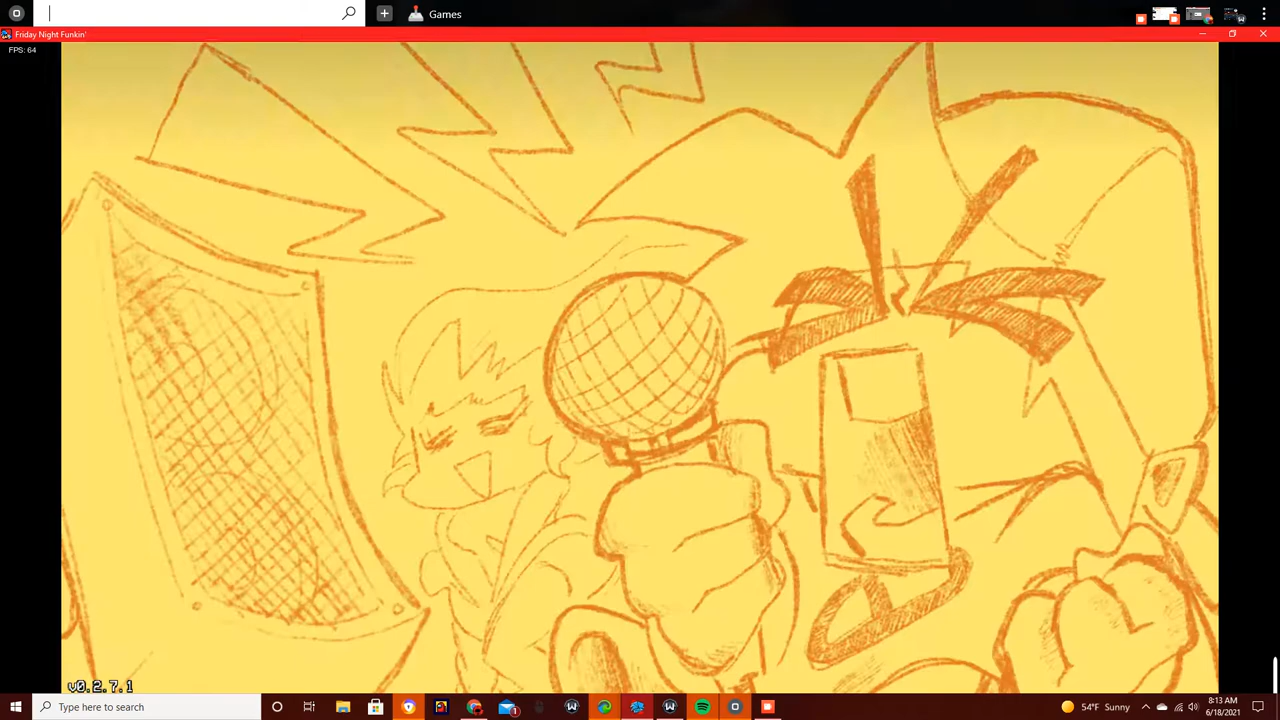 Games
Friday Night Funkin'
FPS: 64
v0.2.7.1
Type here to search
1
54°F Sunny
8:13 AM
6/18/2021